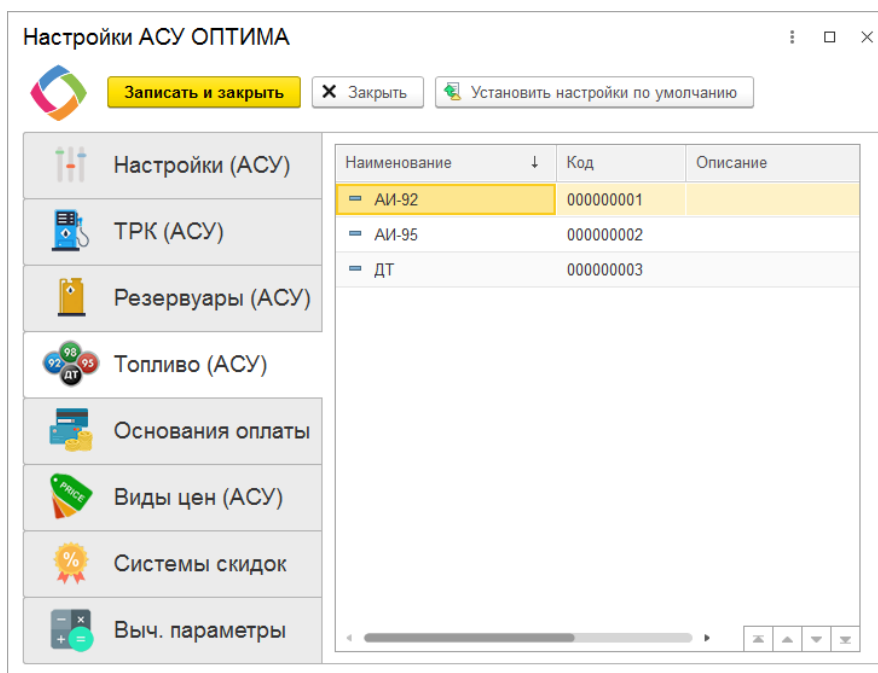 Настройки АСУ ОПТИМА
Записать и закрыть
Закрыть
Установить настройки по умолчанию
Настройки (АСУ)
ТРК (АСУ)
Резервуары (АСУ)
98
92 95
ДТ
Топливо (АСУ)
Основания оплаты
PRICE
Виды цен (АСУ)
%
Системы скидок
Выч. параметры
Наименование ↓ Код Описание
АИ-92 000000001
АИ-95 000000002
ДТ 000000003